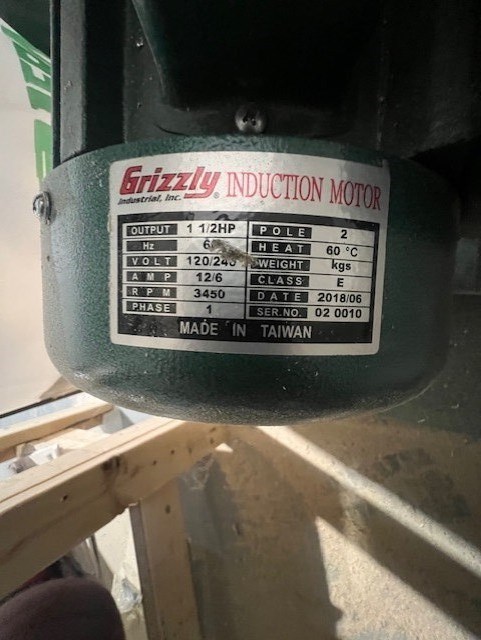 Grizzly® INDUCTION MOTOR
Industrial, Inc.
OUTPUT 1 1/2HP POLE 2
Hz HEAT 60 °C
VOLT 120/240 WEIGHT kgs
AMP 12/6 CLASS E
RPM 3450 DATE 2018/06
PHASE 1 SER.NO. 02 0010
MADE IN TAIWAN